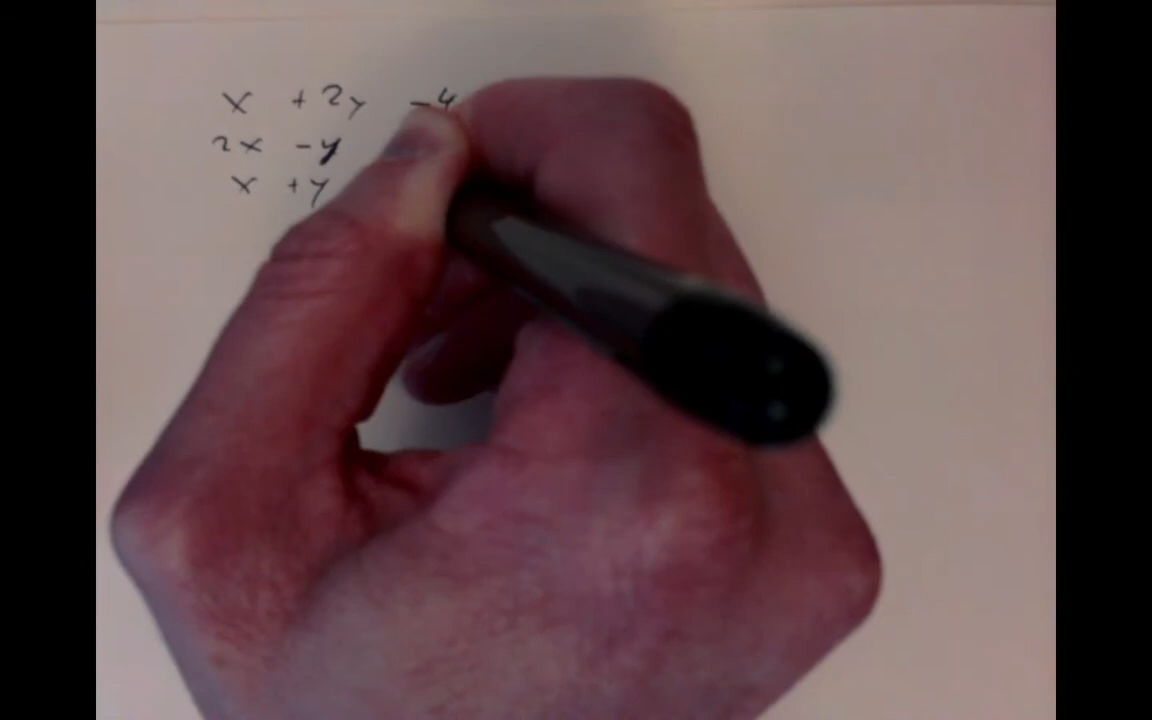 x + 2y - 4
2x - y
x + y